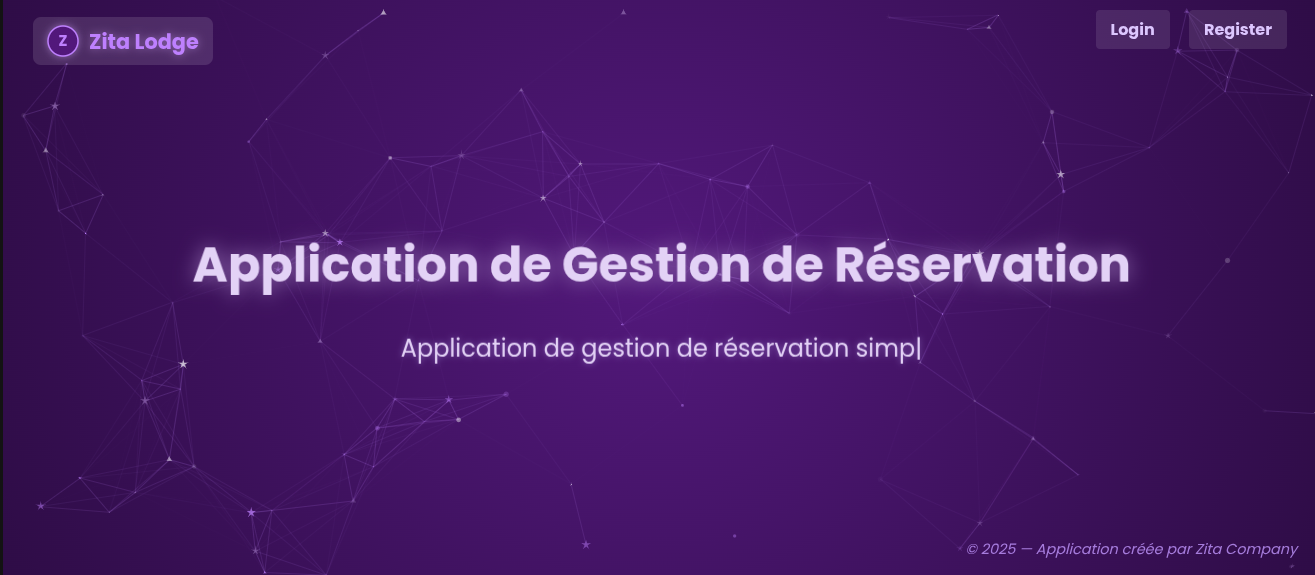 Z
Zita Lodge
Login
Register
Application de Gestion de Réservation
Application de gestion de réservation simp|
© 2025 — Application créée par Zita Company